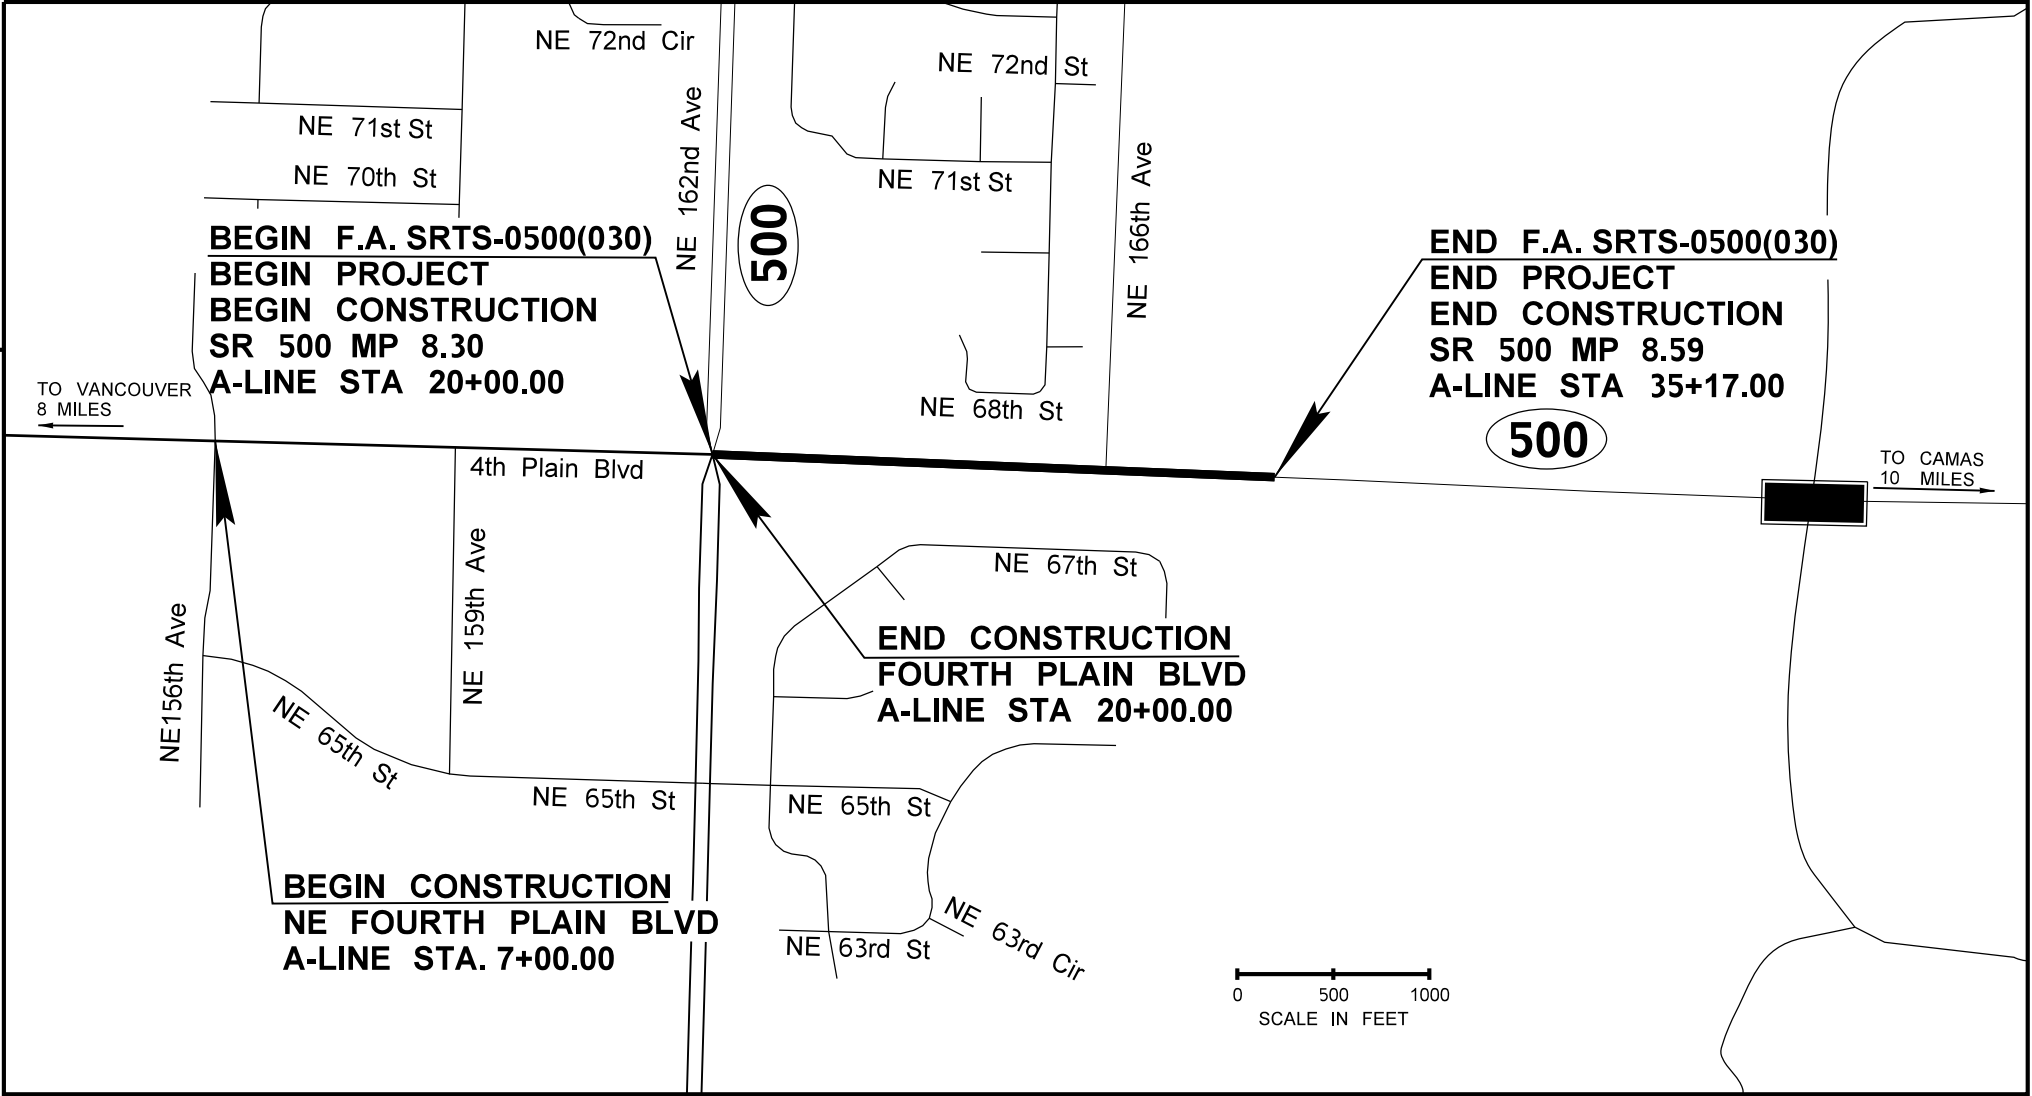 NE 72nd Cir
NE 72nd St
NE 71st St
NE 70th St
NE 162nd Ave
500
NE 71st St
NE 166th Ave
BEGIN F.A. SRTS-0500(030)
BEGIN PROJECT
BEGIN CONSTRUCTION
SR 500 MP 8.30
A-LINE STA 20+00.00
END F.A. SRTS-0500(030)
END PROJECT
END CONSTRUCTION
SR 500 MP 8.59
A-LINE STA 35+17.00
TO VANCOUVER
8 MILES
NE 68th St
500
4th Plain Blvd
TO CAMAS
10 MILES
NE 159th Ave
NE 67th St
NE156th Ave
END CONSTRUCTION
FOURTH PLAIN BLVD
A-LINE STA 20+00.00
NE 65th St
NE 65th St
NE 65th St
BEGIN CONSTRUCTION
NE FOURTH PLAIN BLVD
A-LINE STA. 7+00.00
NE 63rd St
NE 63rd Cir
0 500 1000
SCALE IN FEET